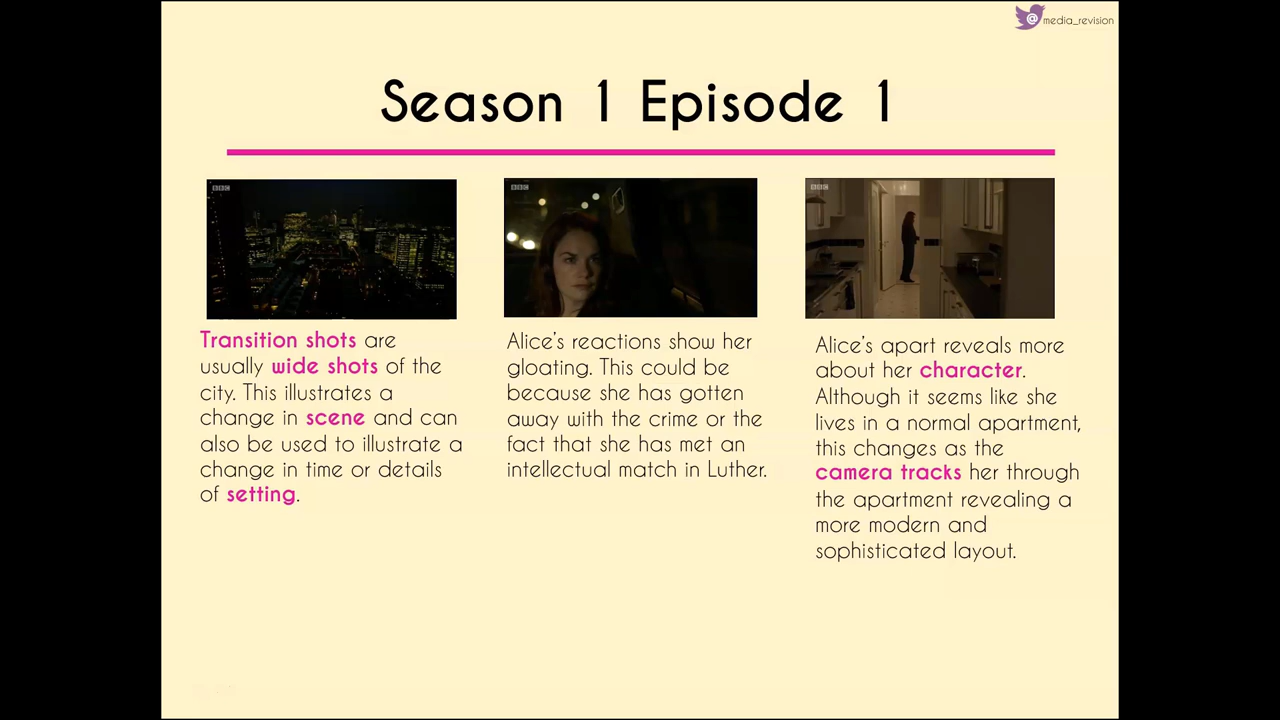 @media_revision
Season 1 Episode 1
BBC
BBC
BBC
Transition shots are
usually wide shots of the
city. This illustrates a
change in scene and can
also be used to illustrate a
change in time or details
of setting.
Alice's reactions show her
gloating. This could be
because she has gotten
away with the crime or the
fact that she has met an
intellectual match in Luther.
Alice's apart reveals more
about her character.
Although it seems like she
lives in a normal apartment,
this changes as the
camera tracks her through
the apartment revealing a
more modern and
sophisticated layout.